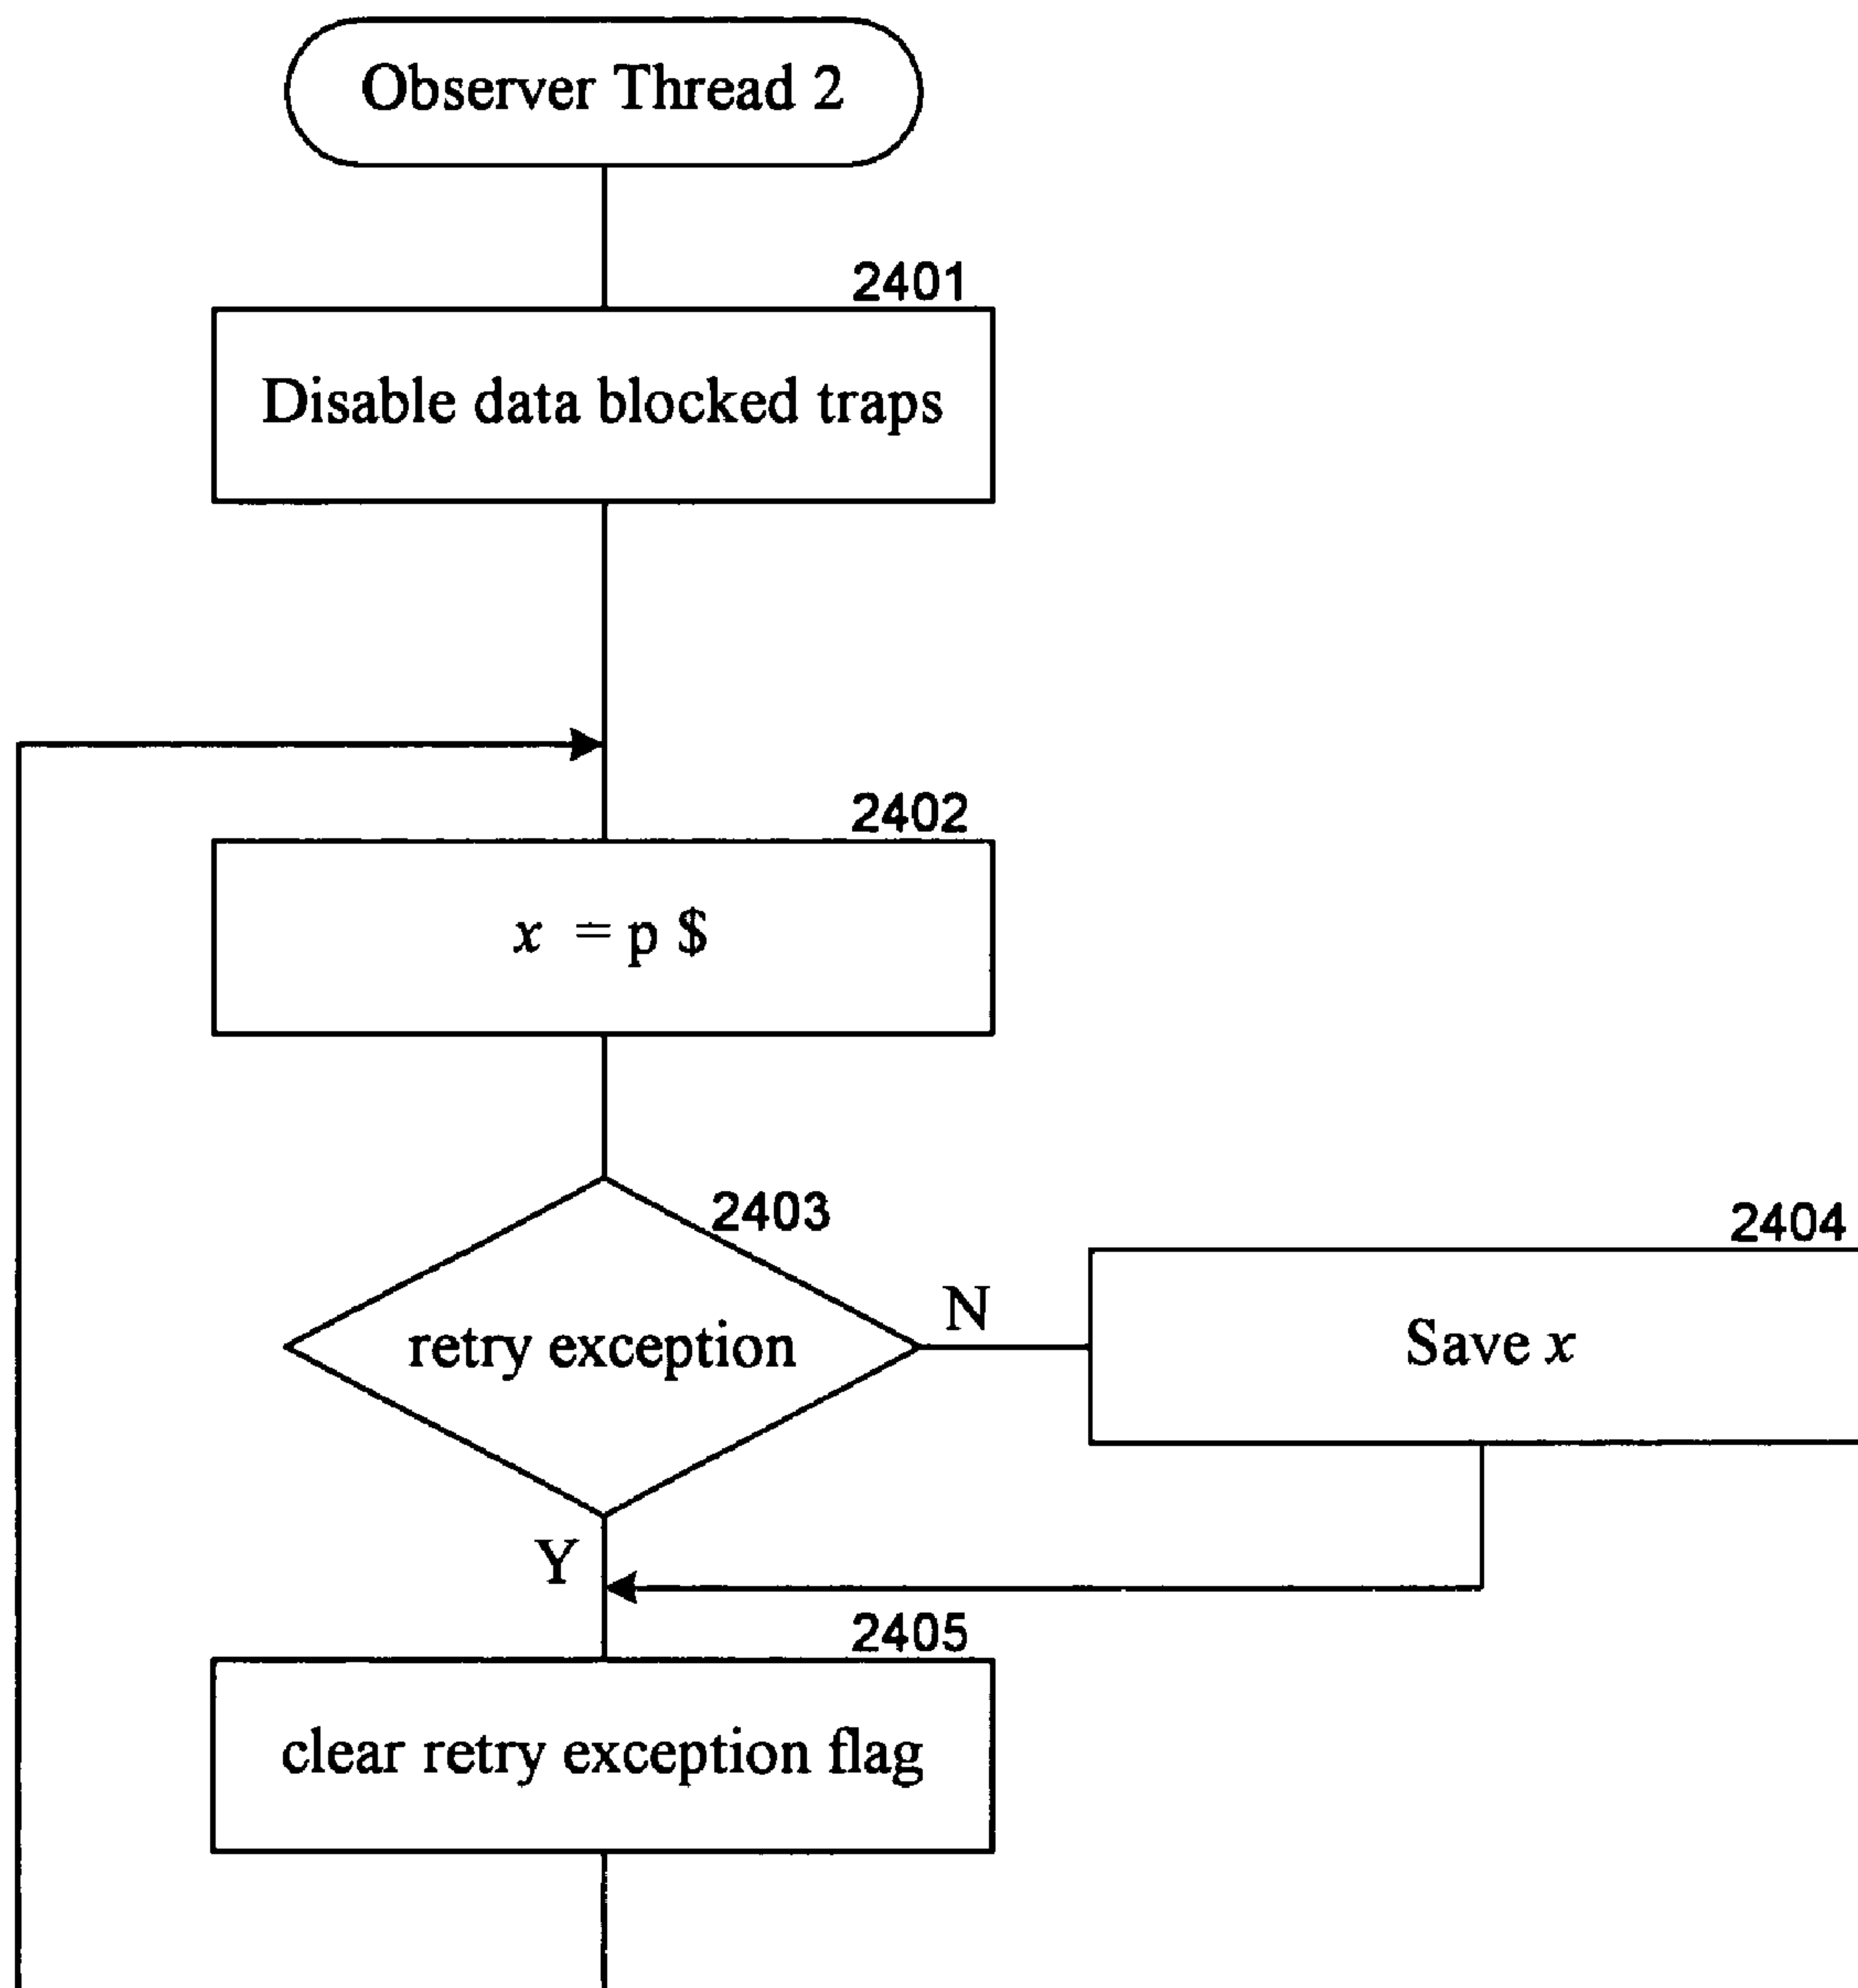 Observer Thread 2
2401
Disable data blocked traps
2402
x = p $
2403
retry exception
N
2404
Save x
Y
2405
clear retry exception flag